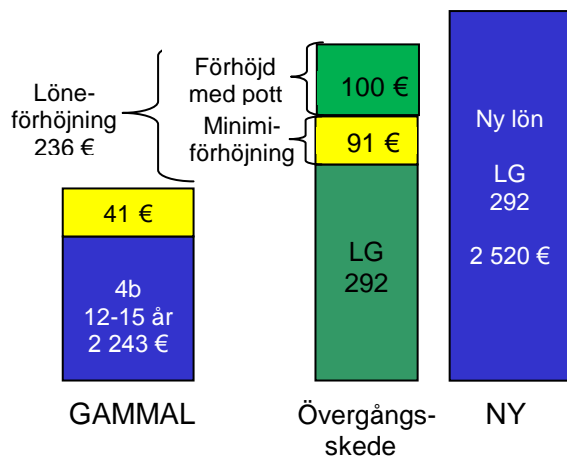 Löne-
förhöjning
236 €
41 €
4b
12-15 år
2 243 €
GAMMAL
Förhöjd
med pott
100 €
Minimi-
förhöjning
91 €
LG
292
Övergångs-
skede
Ny lön
LG
292
2 520 €
NY